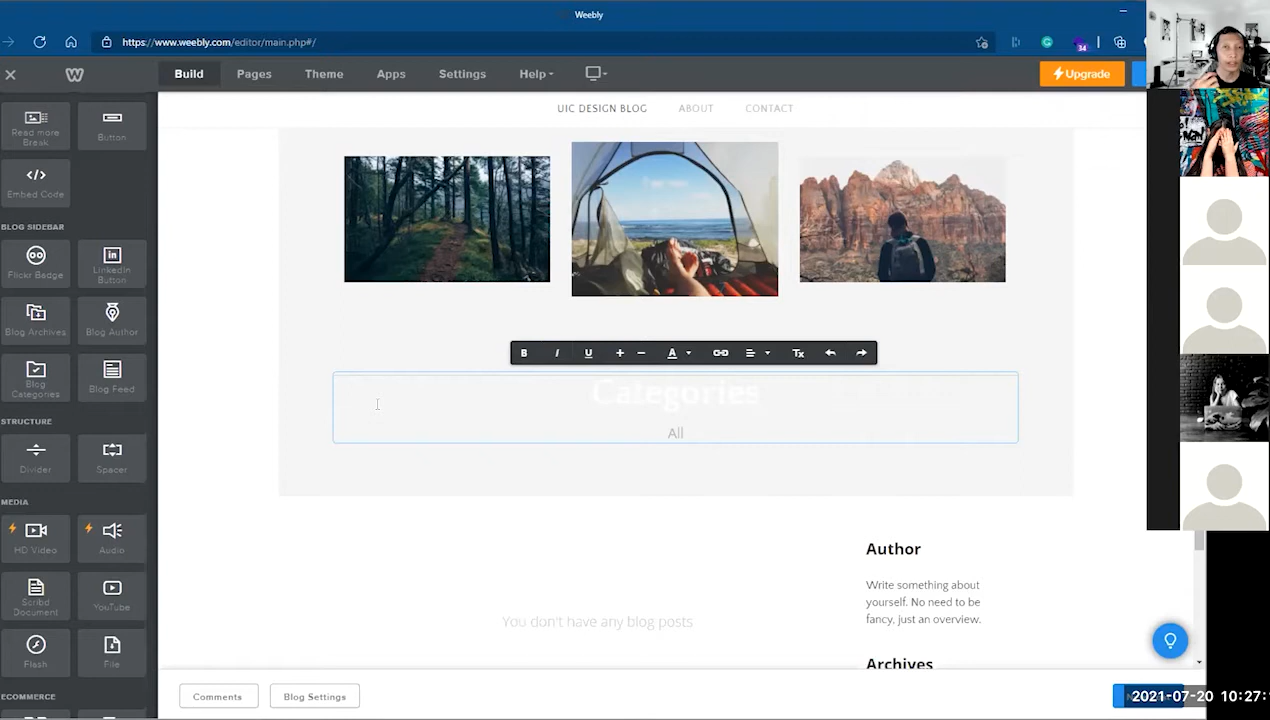 Weebly
https://www.weebly.com/editor/main.php#/
34
Build
Pages
Theme
Apps
Settings
Help
Upgrade
Read more
Break
Button
Embed Code
BLOG SIDEBAR
Flickr Badge
LinkedIn
Button
Blog Archives
Blog Author
Blog
Categories
Blog Feed
STRUCTURE
Divider
Spacer
MEDIA
HD Video
Audio
Scribd
Document
YouTube
Flash
File
ECOMMERCE
UIC DESIGN BLOG
ABOUT
CONTACT
B I U + − A Tx
Categories
All
Author
Write something about
yourself. No need to be
fancy, just an overview.
You don't have any blog posts
Archives
Comments
Blog Settings
2021-07-20 10:27:1